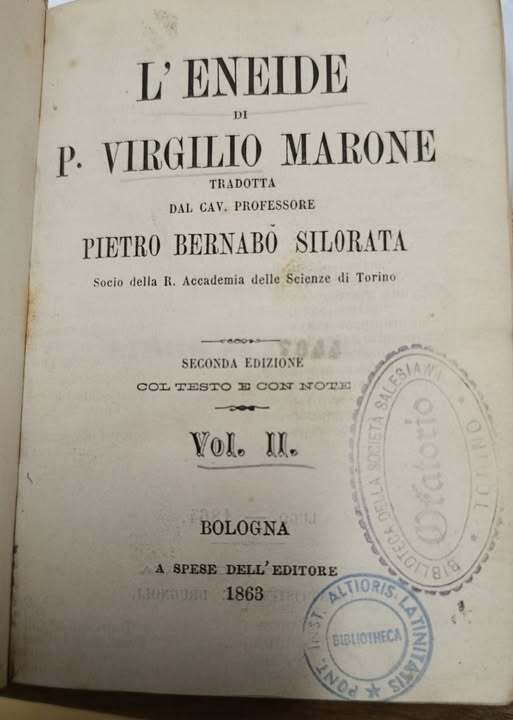 L' ENEIDE
DI
P. VIRGILIO MARONE
TRADOTTA
DAL CAV. PROFESSORE
PIETRO BERNABÒ SILORATA
Socio della R. Accademia delle Scienze di Torino
SECONDA EDIZIONE
COL TESTO E CON NOTE
Vol. II.
BOLOGNA
A SPESE DELL' EDITORE
1863
BIBLIOTECA DELLA SOCIETÀ SALESIANA * TORINO *
Oratorio
PONT. INST. ALTIORIS LATINITATIS
BIBLIOTHECA